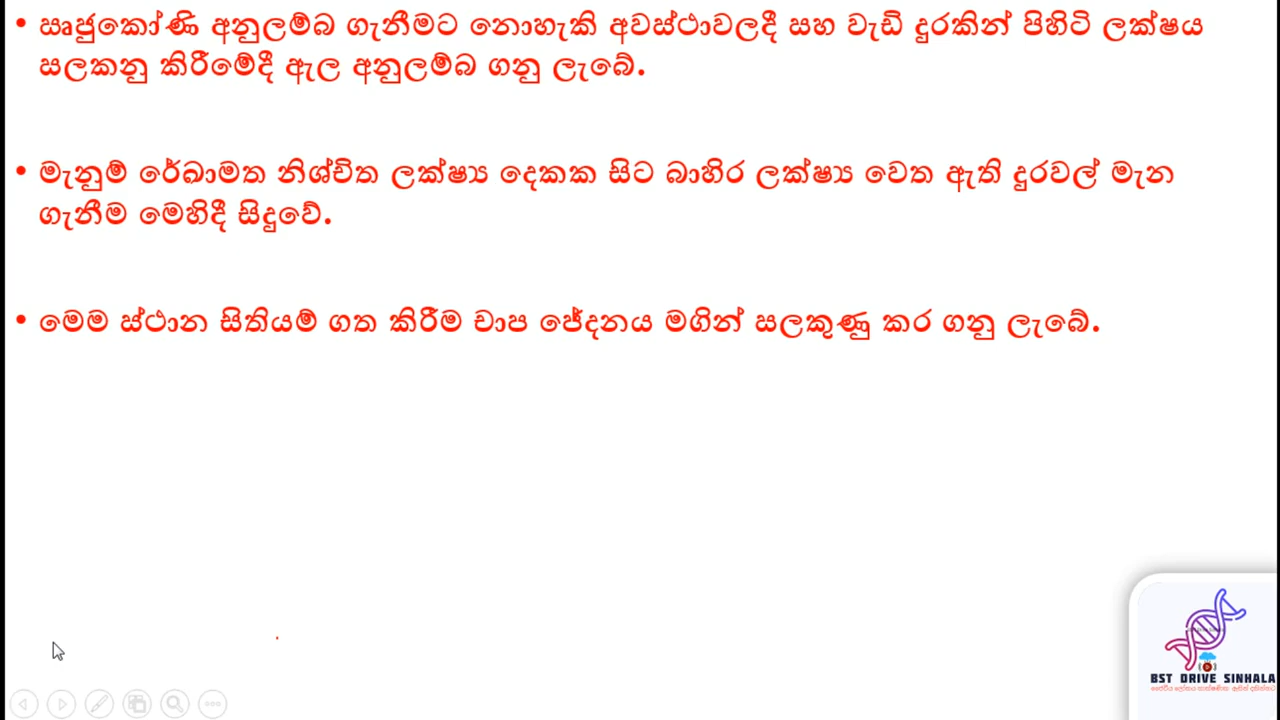 • සෘජුකෝණී අනුලම්බ ගැනීමට නොහැකි අවස්ථාවලදී සහ වැඩි දුරකින් පිහිටි ලක්ෂය
සලකනු කිරීමේදී ඇල අනුලම්බ ගනු ලැබේ.
• මැනුම් රේඛාමත නිශ්චිත ලක්ෂ්‍ය දෙකක සිට බාහිර ලක්ෂ්‍ය වෙත ඇති දුරවල් මැන
ගැනීම මෙහිදී සිදුවේ.
• මෙම ස්ථාන සිතියම් ගත කිරීම චාප ඡේදනය මගින් සලකුණු කර ගනු ලැබේ.
BST DRIVE SINHALA